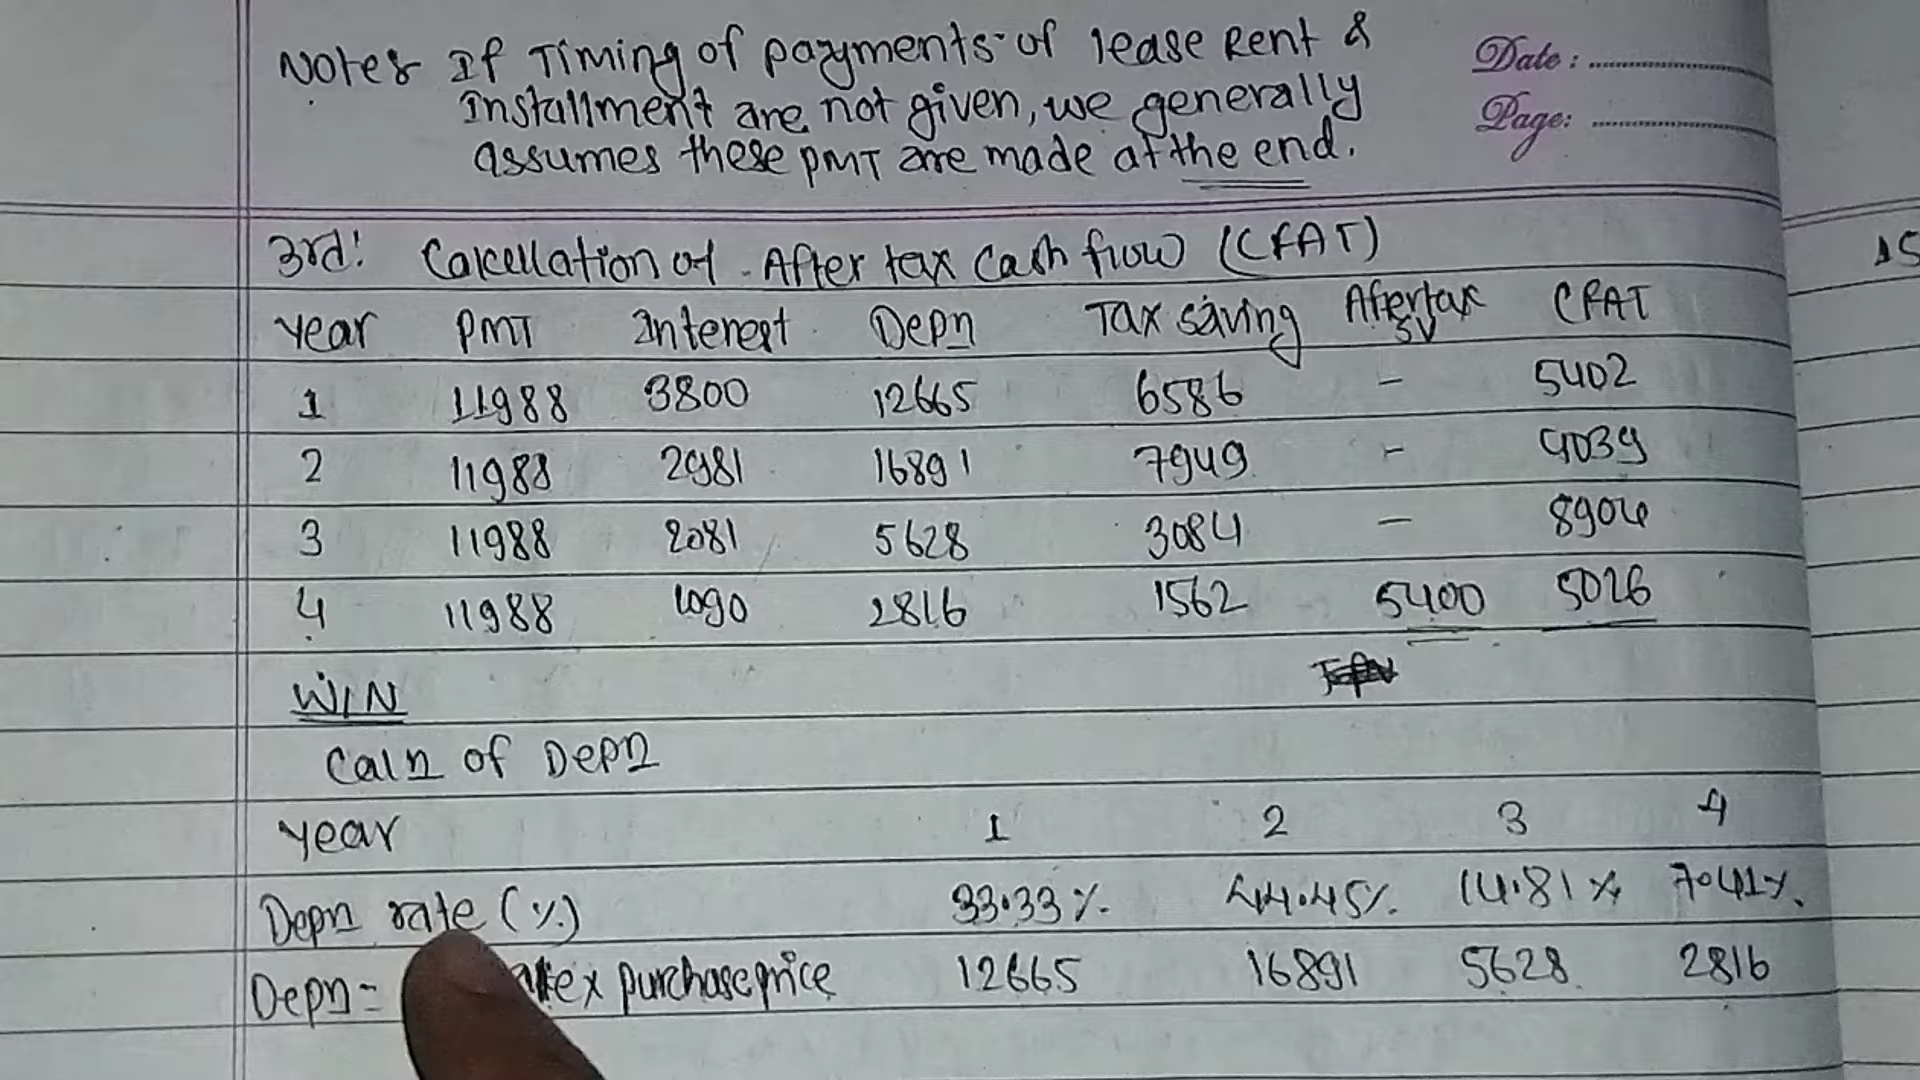 Notes If Timing of payments of lease Rent &
Installment are not given, we generally
assumes these PMT are made at the end.
Date :
Page:
3rd: Calcellation of After tax Cash flow (CFAT)
Year PMT Interest Depn Tax saving Afertax SV CFAT
1 11988 3800 12665 6586 - 5402
2 11988 2981 16891 7949 - 4039
3 11988 2081 5628 3084 - 8904
4 11988 1090 2816 1562 5400 5026
W/N
Caln of Depn
Year 1 2 3 4
Depn rate (%) 33.33% 44.45% 14.81% 7.41%
Depn = x purchase price 12665 16891 5628 2816